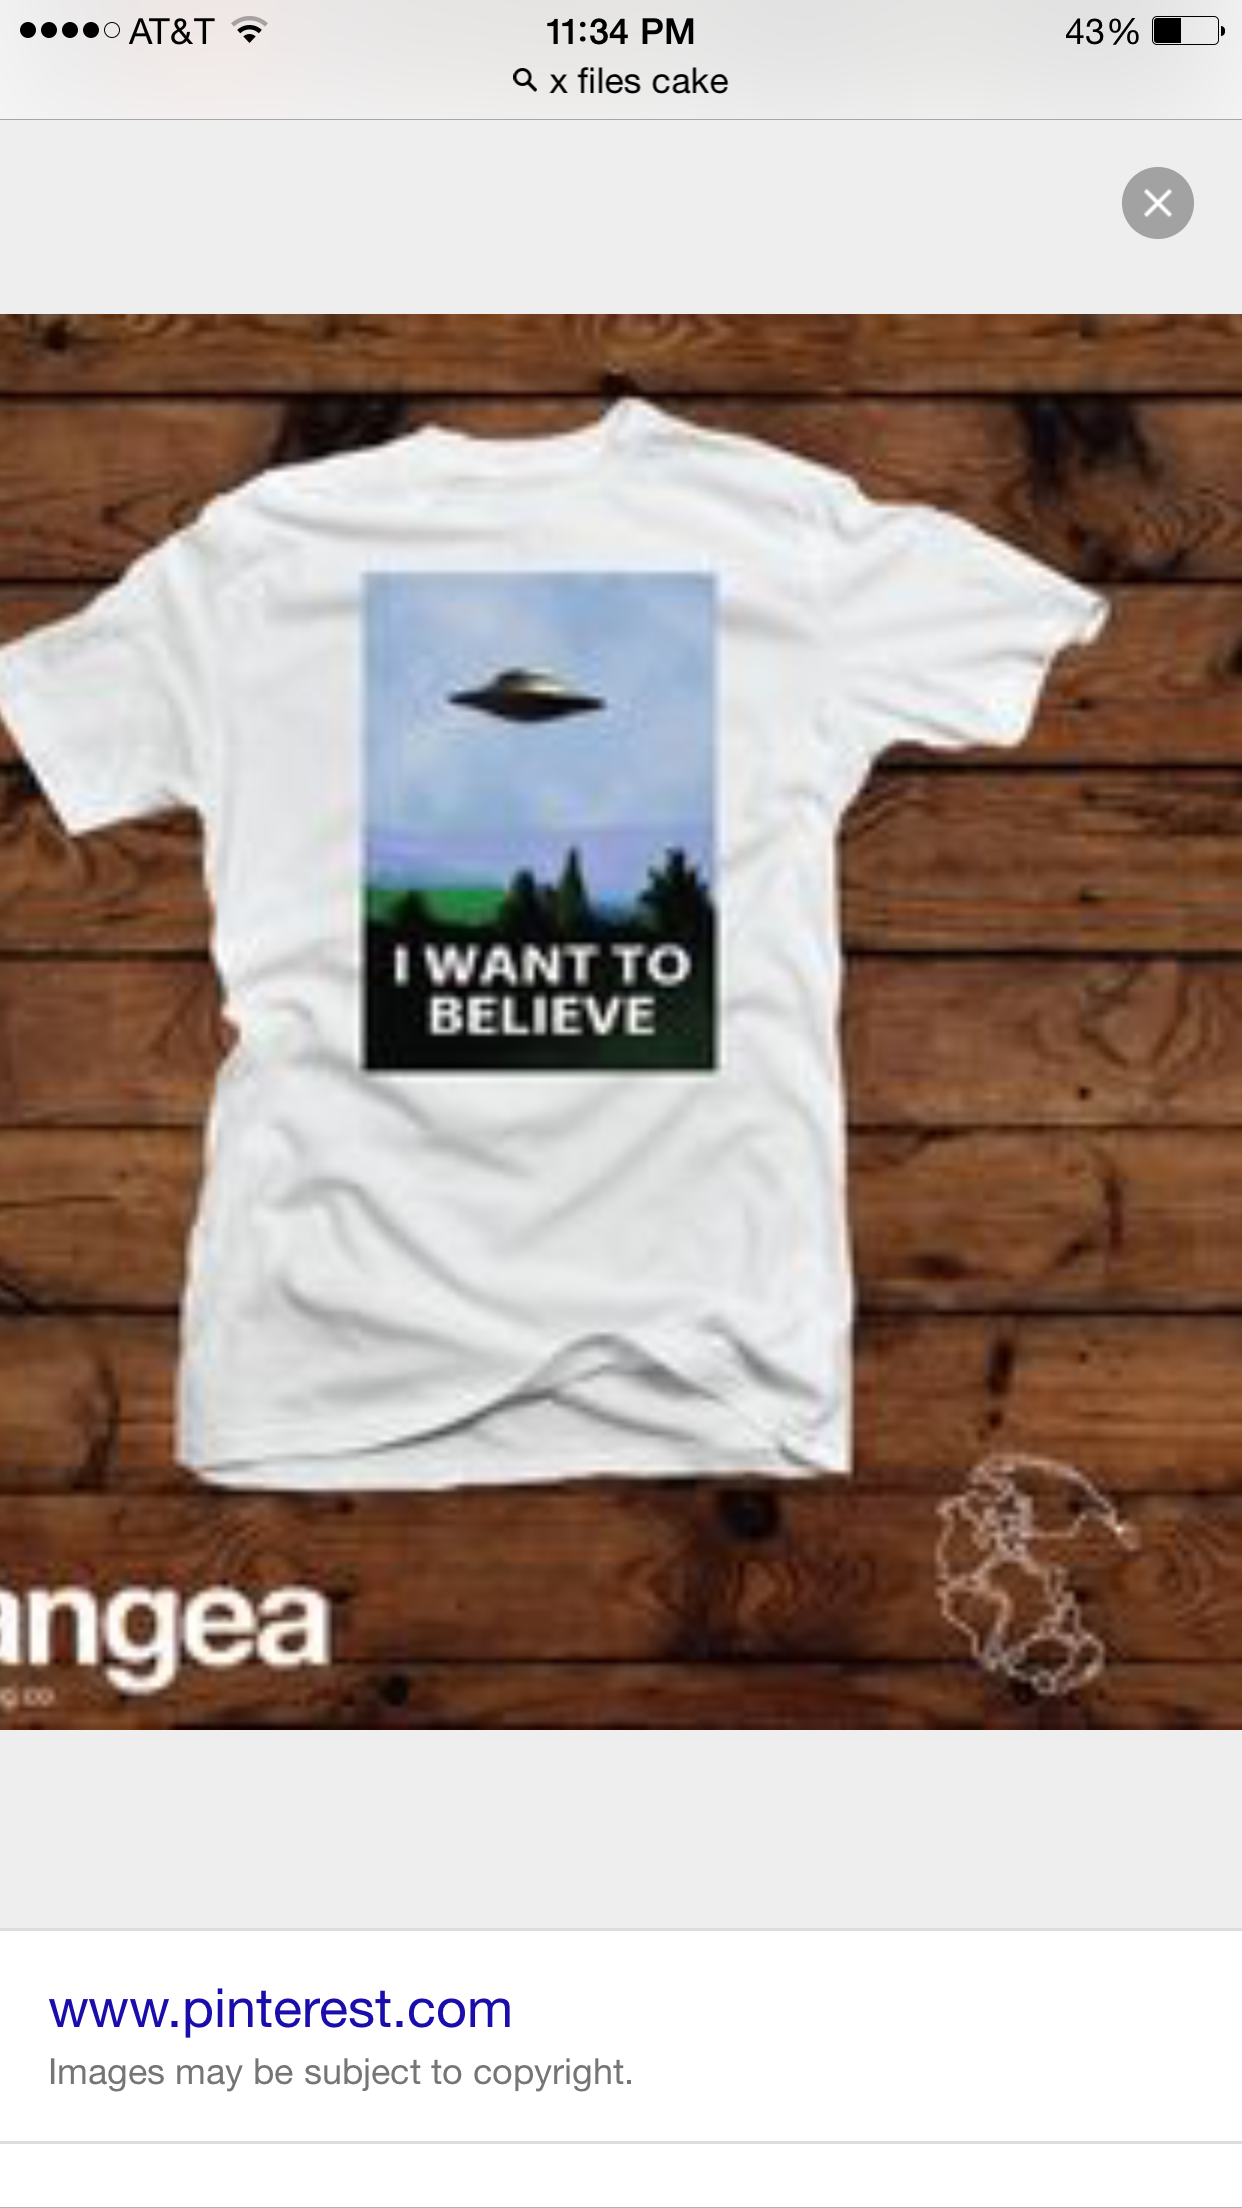 AT&T 11:34 PM 43%
x files cake
I WANT TO
BELIEVE
angea
g co
www.pinterest.com
Images may be subject to copyright.